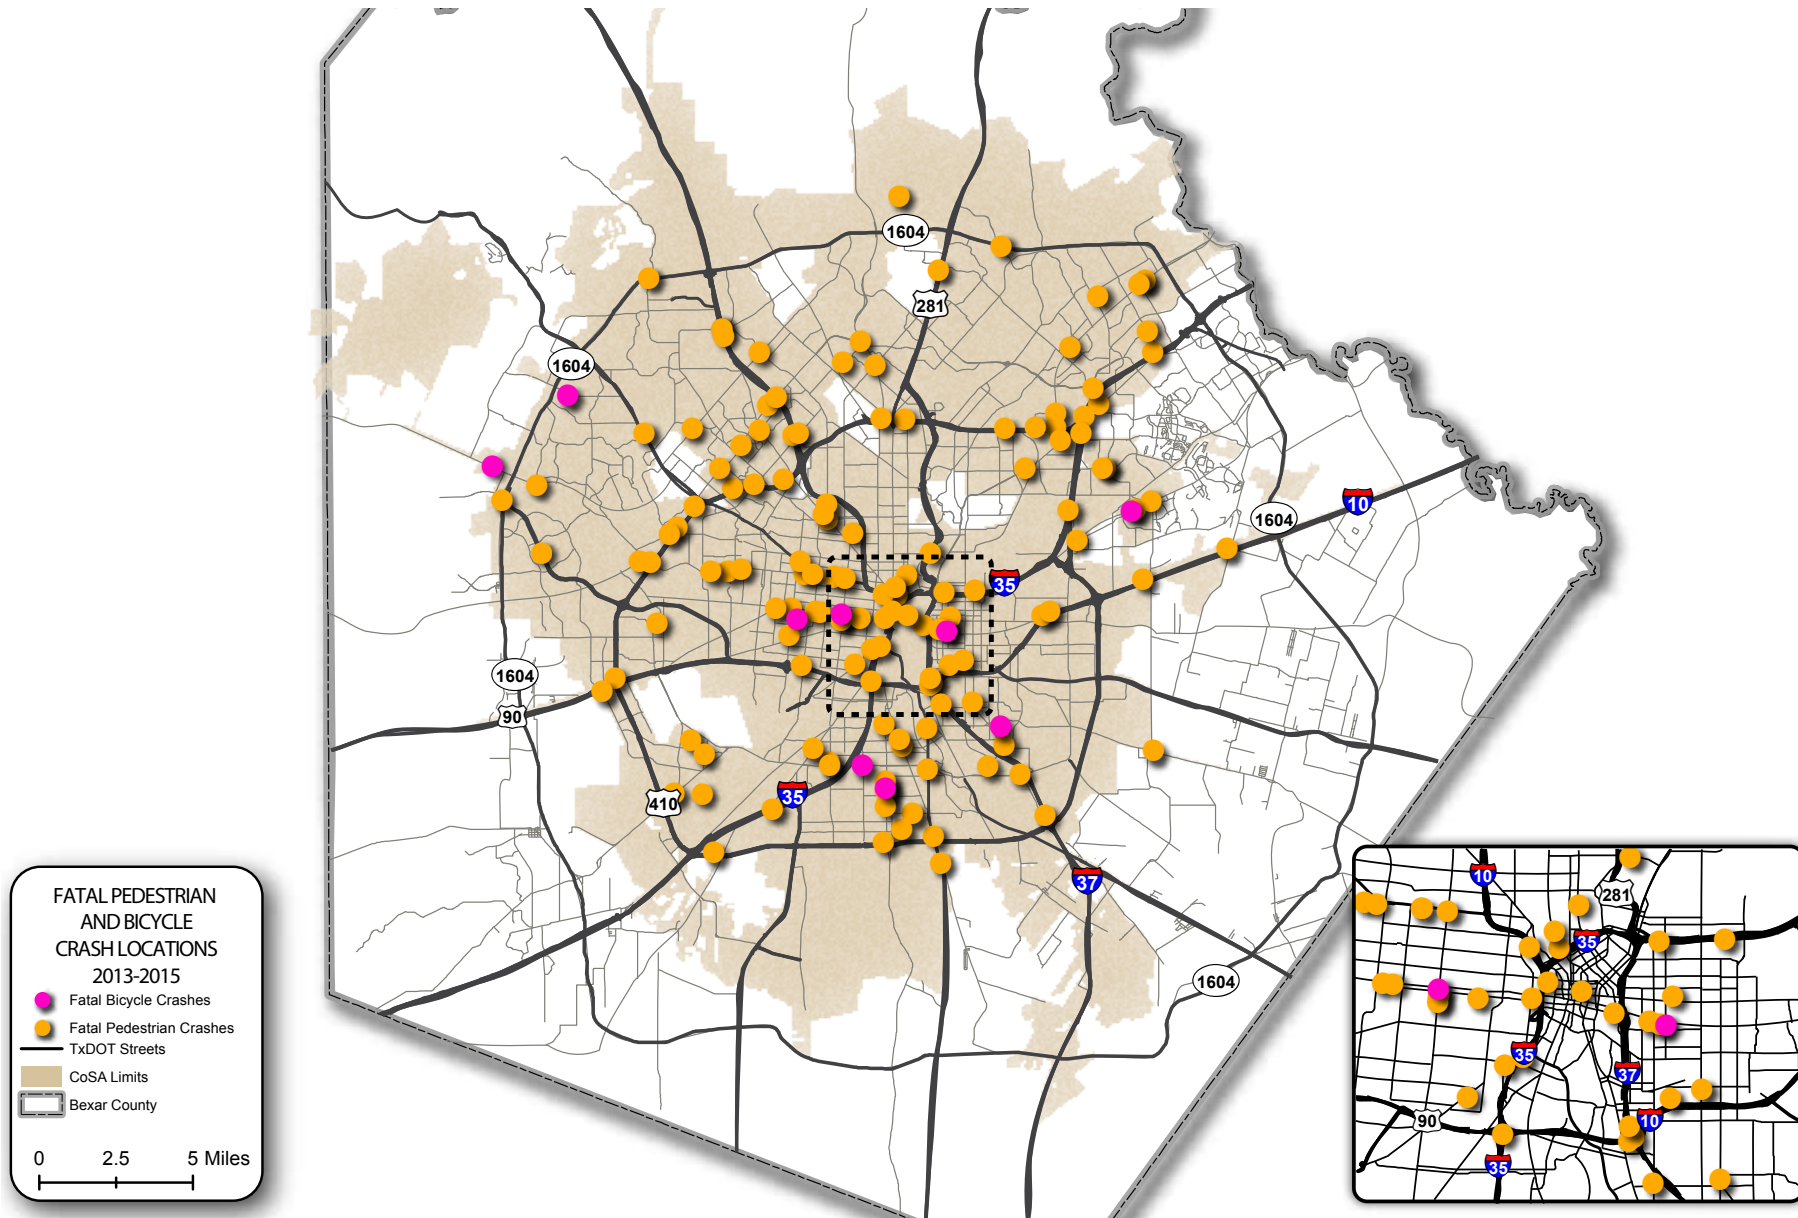 1604
281
1604
10
1604
35
1604
90
35
410
37
1604
FATAL PEDESTRIAN
AND BICYCLE
CRASH LOCATIONS
2013-2015
Fatal Bicycle Crashes
Fatal Pedestrian Crashes
TxDOT Streets
CoSA Limits
Bexar County
0 2.5 5 Miles
10
281
35
35
37
90
10
35